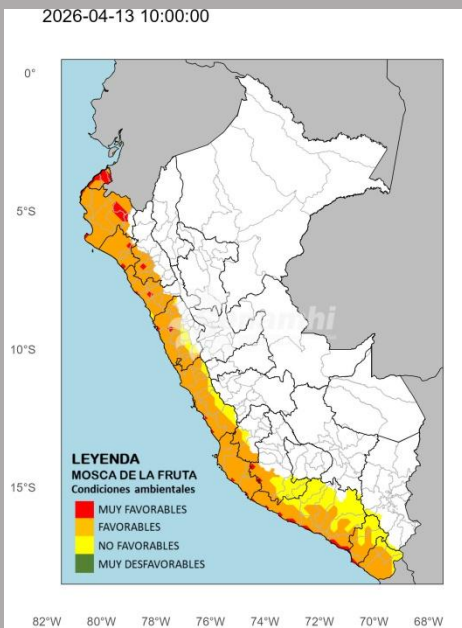 2026-04-13 10:00:00
0°
5°S
10°S
15°S
LEYENDA
MOSCA DE LA FRUTA
Condiciones ambientales
MUY FAVORABLES
FAVORABLES
NO FAVORABLES
MUY DESFAVORABLES
82°W 80°W 78°W 76°W 74°W 72°W 70°W 68°W